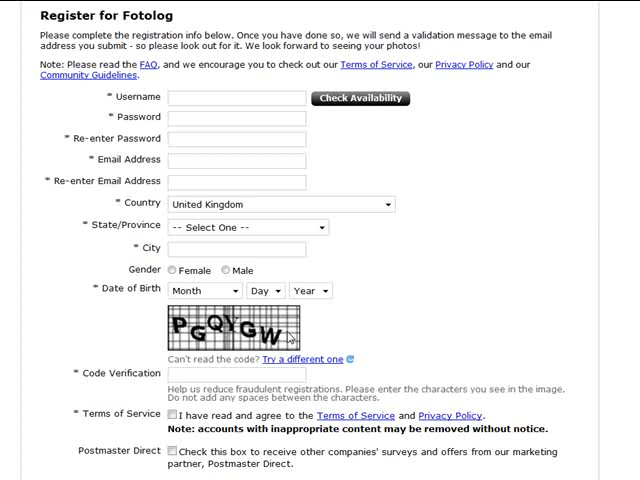 Register for Fotolog
Please complete the registration info below. Once you have done so, we will send a validation message to the email
address you submit - so please look out for it. We look forward to seeing your photos!
Note: Please read the FAQ, and we encourage you to check out our Terms of Service, our Privacy Policy and our
Community Guidelines.
* Username Check Availability
* Password
* Re-enter Password
* Email Address
* Re-enter Email Address
* Country United Kingdom
* State/Province -- Select One --
* City
Gender Female Male
* Date of Birth Month Day Year
PGQYGW
Can't read the code? Try a different one
* Code Verification
Help us reduce fraudulent registrations. Please enter the characters you see in the image.
Do not add any spaces between the characters.
* Terms of Service I have read and agree to the Terms of Service and Privacy Policy.
Note: accounts with inappropriate content may be removed without notice.
Postmaster Direct Check this box to receive other companies' surveys and offers from our marketing
partner, Postmaster Direct.